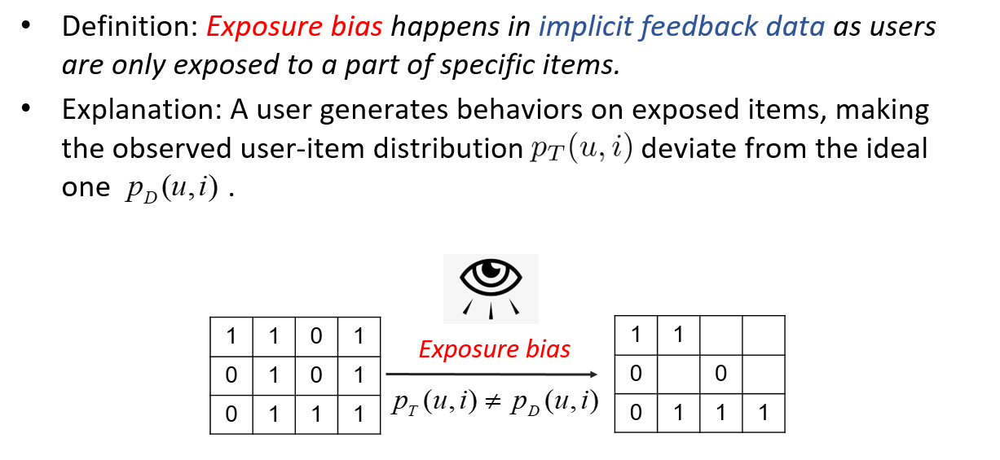 • Definition: Exposure bias happens in implicit feedback data as users
are only exposed to a part of specific items.
• Explanation: A user generates behaviors on exposed items, making
the observed user-item distribution p_T(u, i) deviate from the ideal
one p_D(u,i) .
1 1 0 1
0 1 0 1
0 1 1 1
Exposure bias
p_T(u,i) ≠ p_D(u,i)
1 1
0 0
0 1 1 1